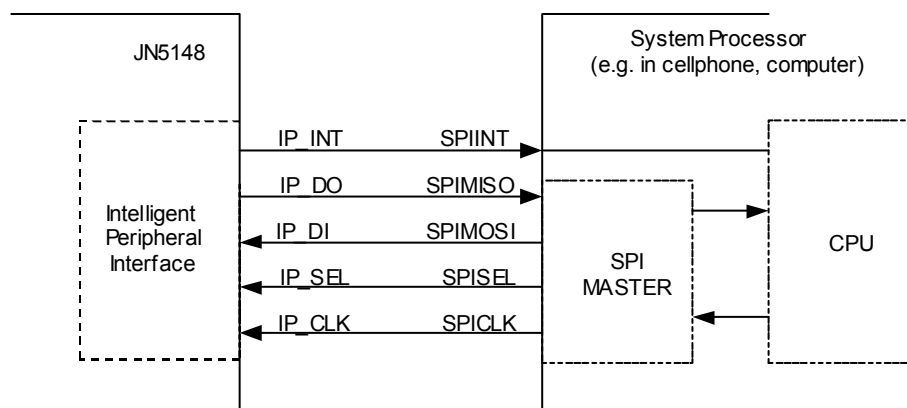 JN5148
System Processor
(e.g. in cellphone, computer)
IP_INT SPIINT
IP_DO SPIMISO
IP_DI SPIMOSI
IP_SEL SPISEL
IP_CLK SPICLK
Intelligent
Peripheral
Interface
SPI
MASTER
CPU